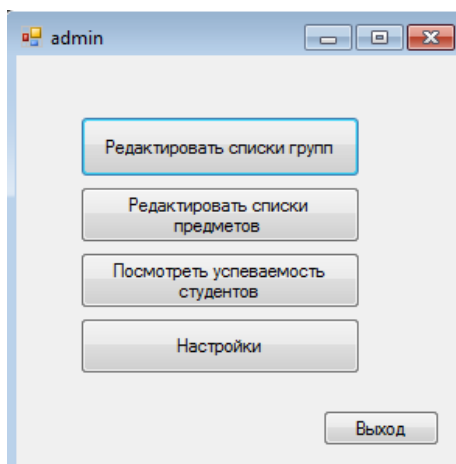 admin
Редактировать списки групп
Редактировать списки
предметов
Посмотреть успеваемость
студентов
Настройки
Выход